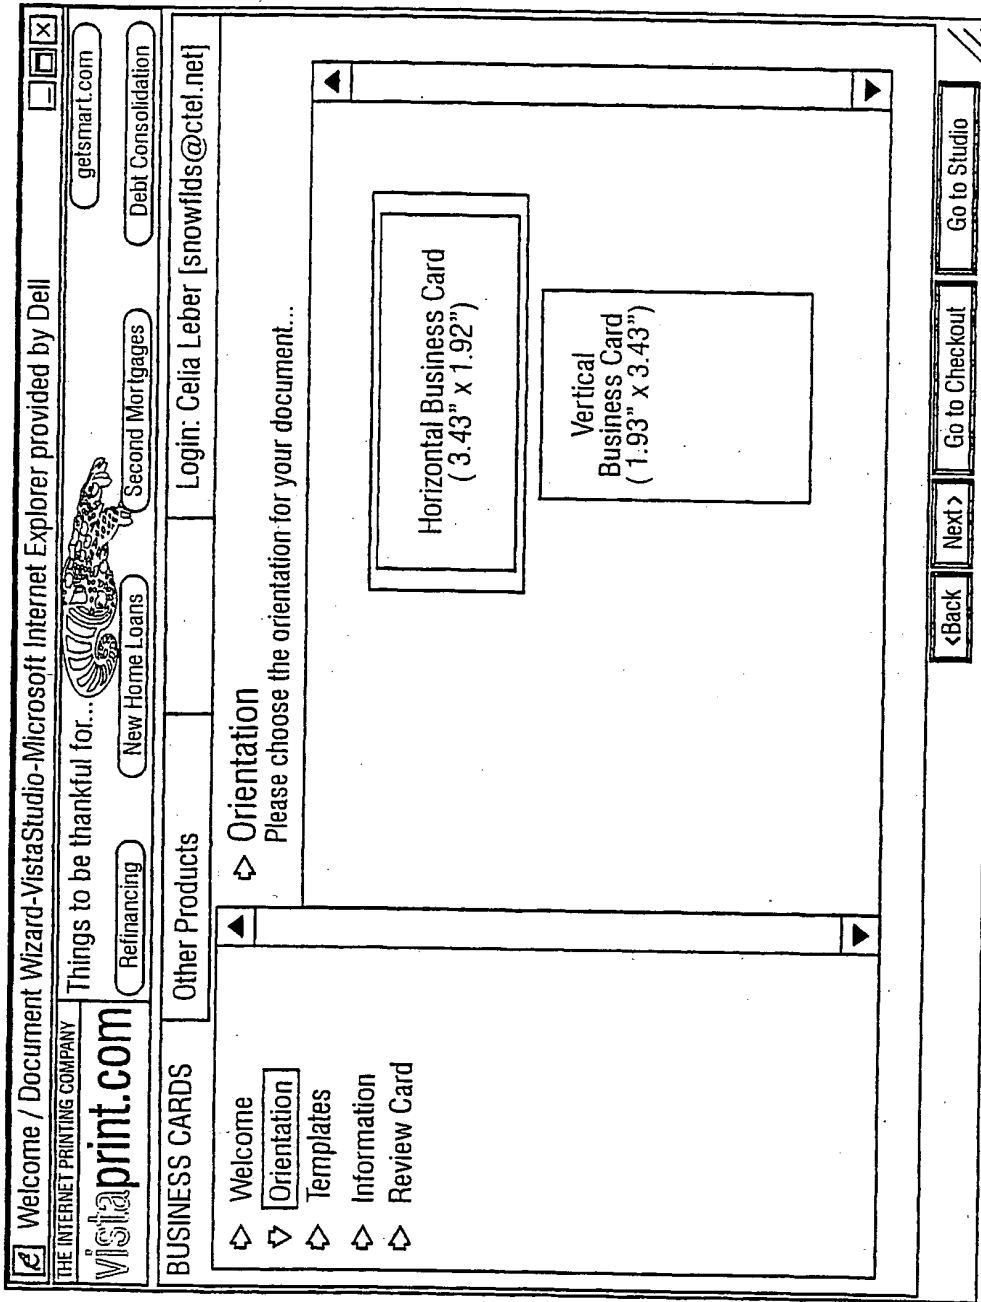 Welcome / Document Wizard-VistaStudio-Microsoft Internet Explorer provided by Dell
THE INTERNET PRINTING COMPANY
vistaprint.com
Things to be thankful for...
getsmart.com
Refinancing
New Home Loans
Second Mortgages
Debt Consolidation
BUSINESS CARDS
Other Products
Login: Celia Leber [snowflds@ctel.net]
Welcome
Orientation
Templates
Information
Review Card
Orientation
Please choose the orientation for your document...
Horizontal Business Card
( 3.43" x 1.92")
Vertical
Business Card
( 1.93" x 3.43")
<Back
Next>
Go to Checkout
Go to Studio